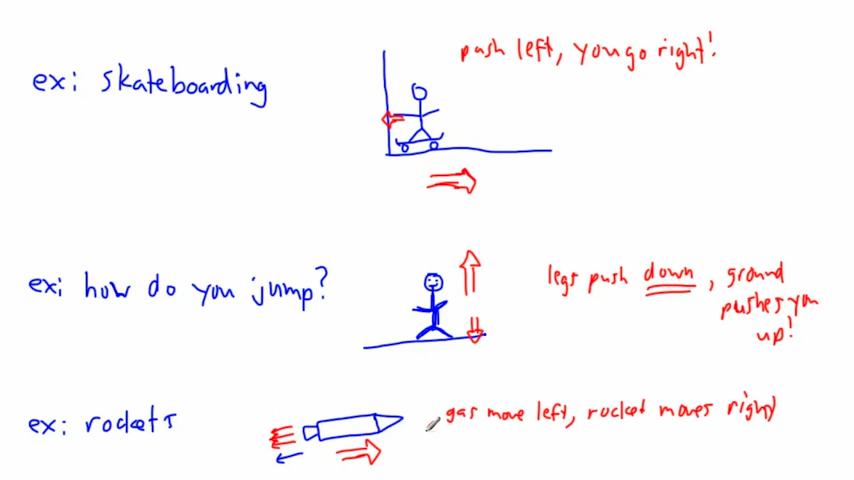 ex: skateboarding
push left, you go right!
ex: how do you jump?
legs push down, ground
pushes you
up!
ex: rockets
gas move left, rocket moves right